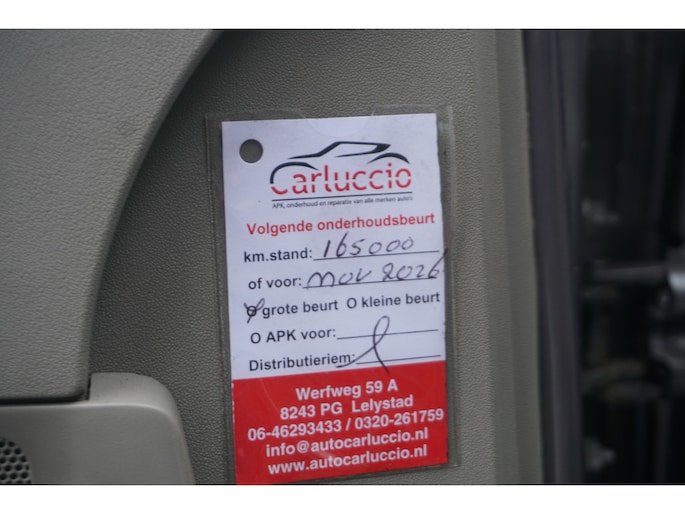 Carluccio
APK, onderhoud en reparatie van alle merken auto's
Volgende onderhoudsbeurt
km.stand: 165000
of voor: nov 2026
O grote beurt O kleine beurt
O APK voor:
Distributieriem:
Werfweg 59 A
8243 PG Lelystad
06-46293433 / 0320-261759
info@autocarluccio.nl
www.autocarluccio.nl